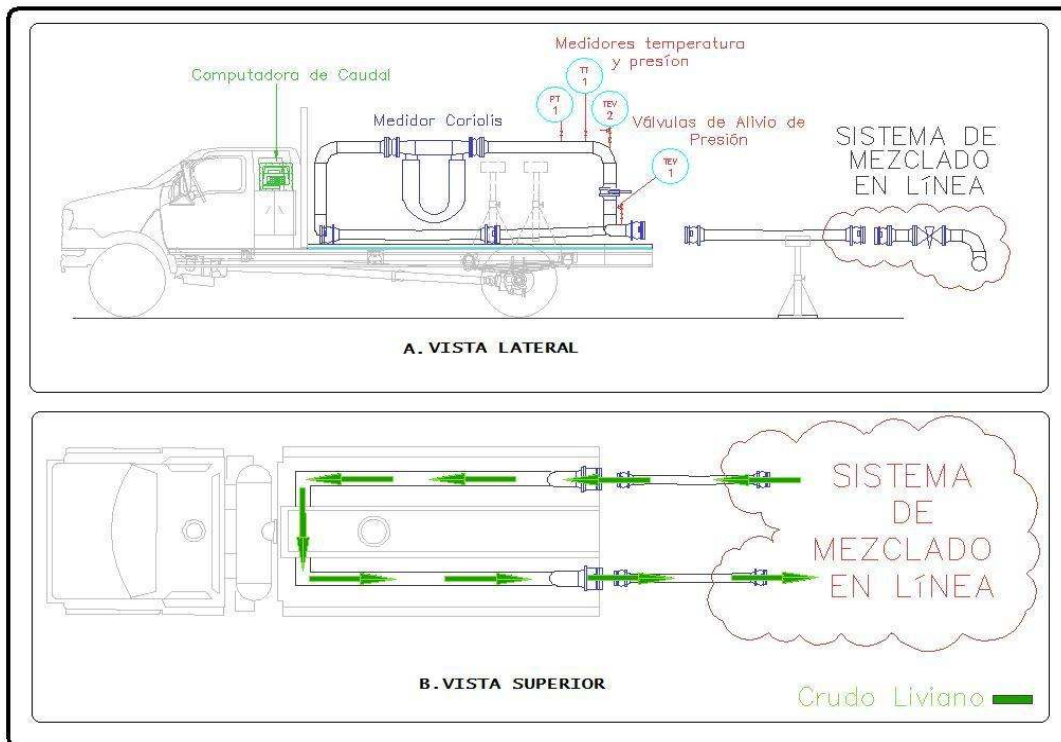 Medidores temperatura
y presíon
Computadora de Caudal
TT
1
PT
1
TEV
2
Medidor Coriolis
Válvulas de Alivio de
Presión
TEV
1
SISTEMA DE
MEZCLADO
EN LíNEA
A. VISTA LATERAL
SISTEMA
DE
MEZCLADO
EN LíNEA
B. VISTA SUPERIOR
Crudo Liviano